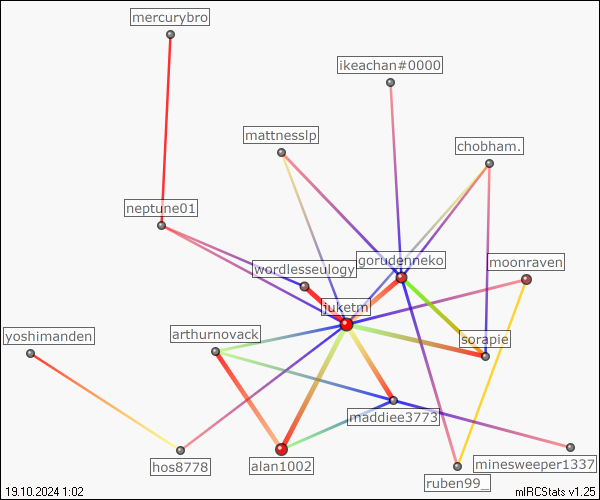 mercurybro
ikeachan#0000
mattnesslp
chobham.
neptune01
wordlesseulogy
gorudenneko
moonraven
juketm
yoshimanden
arthurnovack
sorapie
maddiee3773
hos8778
alan1002
minesweeper1337
ruben99_
19.10.2024 1:02
mIRCStats v1.25